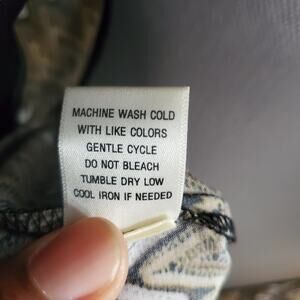 MACHINE WASH COLD
WITH LIKE COLORS
GENTLE CYCLE
DO NOT BLEACH
TUMBLE DRY LOW
COOL IRON IF NEEDED